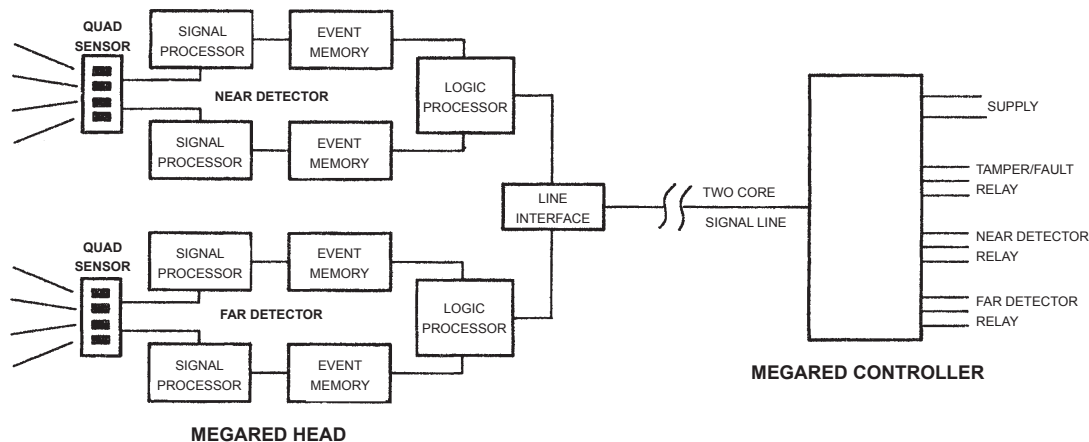 QUAD
SENSOR
SIGNAL
PROCESSOR
EVENT
MEMORY
NEAR DETECTOR
LOGIC
PROCESSOR
SIGNAL
PROCESSOR
EVENT
MEMORY
QUAD
SENSOR
SIGNAL
PROCESSOR
EVENT
MEMORY
FAR DETECTOR
LOGIC
PROCESSOR
SIGNAL
PROCESSOR
EVENT
MEMORY
MEGARED HEAD
LINE
INTERFACE
TWO CORE
SIGNAL LINE
SUPPLY
TAMPER/FAULT
RELAY
NEAR DETECTOR
RELAY
FAR DETECTOR
RELAY
MEGARED CONTROLLER